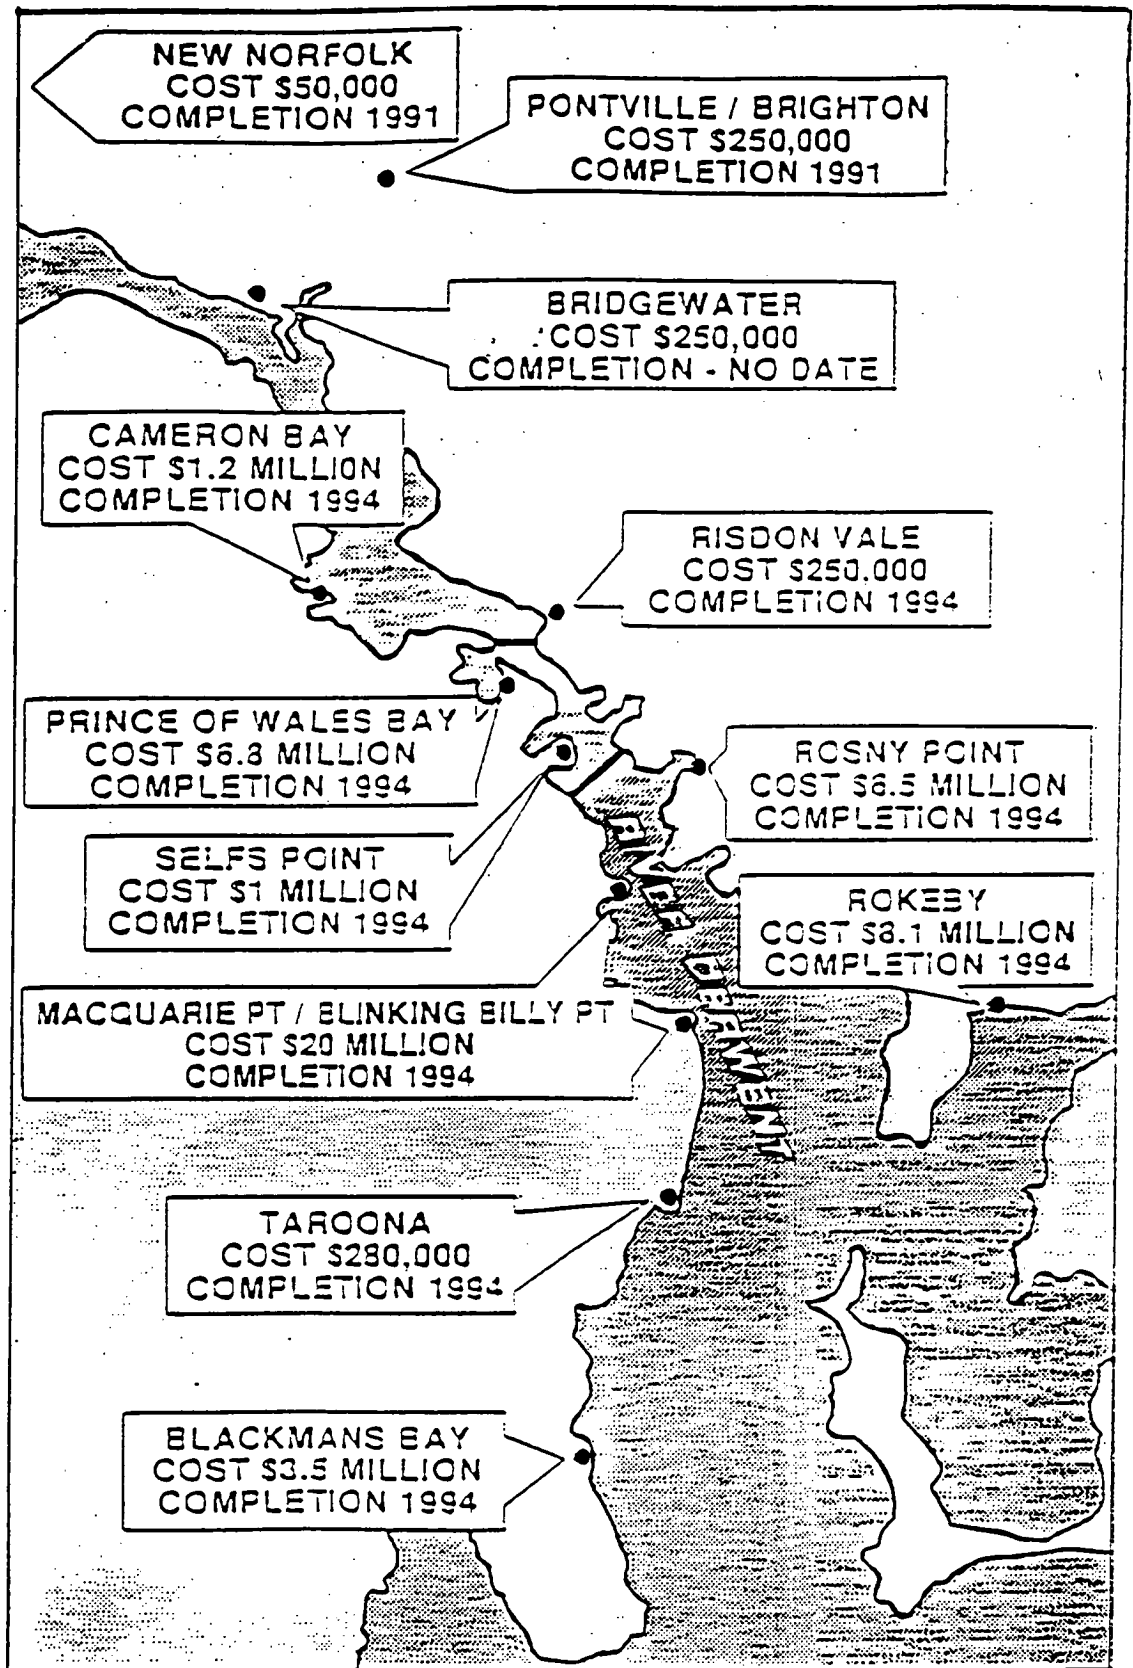 NEW NORFOLK
COST $50,000
COMPLETION 1991
PONTVILLE / BRIGHTON
COST $250,000
COMPLETION 1991
BRIDGEWATER
COST $250,000
COMPLETION - NO DATE
CAMERON BAY
COST $1.2 MILLION
COMPLETION 1994
RISDON VALE
COST $250.000
COMPLETION 1994
PRINCE OF WALES BAY
COST MILLION
COMPLETION 1994
ROSNY POINT
COST $6.5 MILLION
COMPLETION 1994
SELFS POINT
COST $1 MILLION
COMPLETION 1994
ROKEBY
COST MILLION
COMPLETION 1994
MACQUARIE PT / BLINKING BILLY PT
COST $20 MILLION
COMPLETION 1994
RIVER DERWENT
TAROONA
COST $280,000
COMPLETION 1994
BLACKMANS BAY
COST $3.5 MILLION
COMPLETION 1994